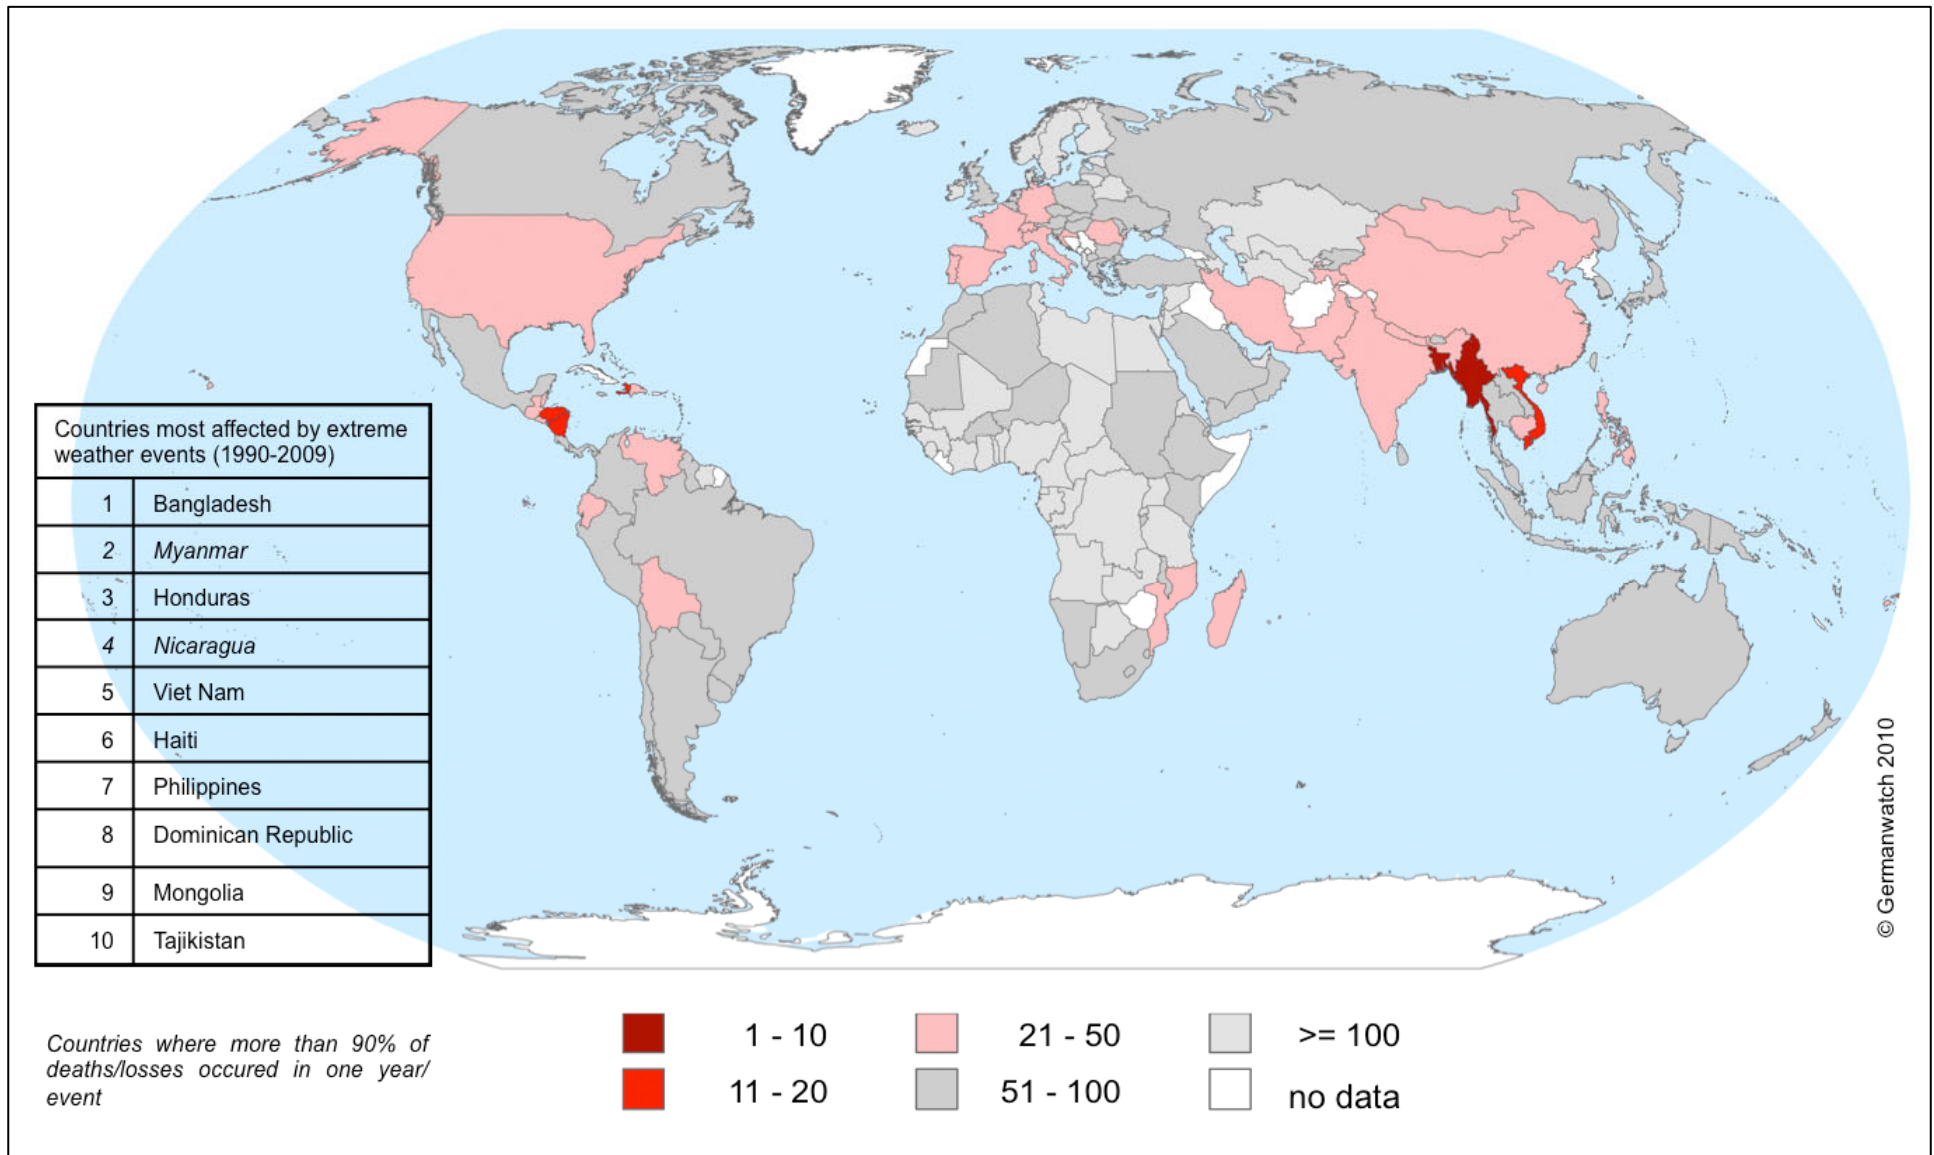 Countries most affected by extreme
weather events (1990-2009)
1 Bangladesh
2 Myanmar
3 Honduras
4 Nicaragua
5 Viet Nam
6 Haiti
7 Philippines
8 Dominican Republic
9 Mongolia
10 Tajikistan
Countries where more than 90% of
deaths/losses occured in one year/
event
1 - 10
11 - 20
21 - 50
51 - 100
>= 100
no data
© Germanwatch 2010